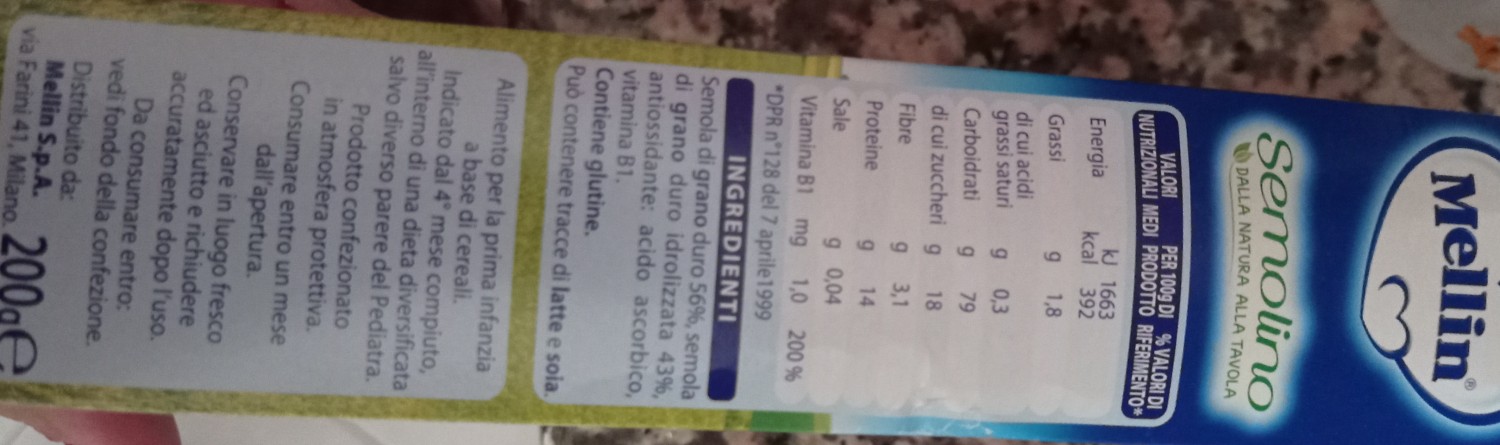 Mellin®
Semolino
DALLA NATURA ALLA TAVOLA
VALORI PER 100g DI % VALORI DI
NUTRIZIONALI MEDI PRODOTTO RIFERIMENTO*
Energia kJ 1663
kcal 392
Grassi g 1,8
di cui acidi
grassi saturi g 0,3
Carboidrati g 79
di cui zuccheri g 18
Fibre g 3,1
Proteine g 14
Sale g 0,04
Vitamina B1 mg 1,0 200 %
*DPR n°128 del 7 aprile1999
INGREDIENTI
Semola di grano duro 56%, semola
di grano duro idrolizzata 43%,
antiossidante: acido ascorbico,
vitamina B1.
Contiene glutine.
Può contenere tracce di latte e soia.
Alimento per la prima infanzia
a base di cereali.
Indicato dal 4° mese compiuto,
all'interno di una dieta diversificata
salvo diverso parere del Pediatra.
Prodotto confezionato
in atmosfera protettiva.
Consumare entro un mese
dall'apertura.
Conservare in luogo fresco
ed asciutto e richiudere
accuratamente dopo l'uso.
Da consumare entro:
vedi fondo della confezione.
Distribuito da:
Mellin S.p.A.
via Farini 41, Milano. 200g e